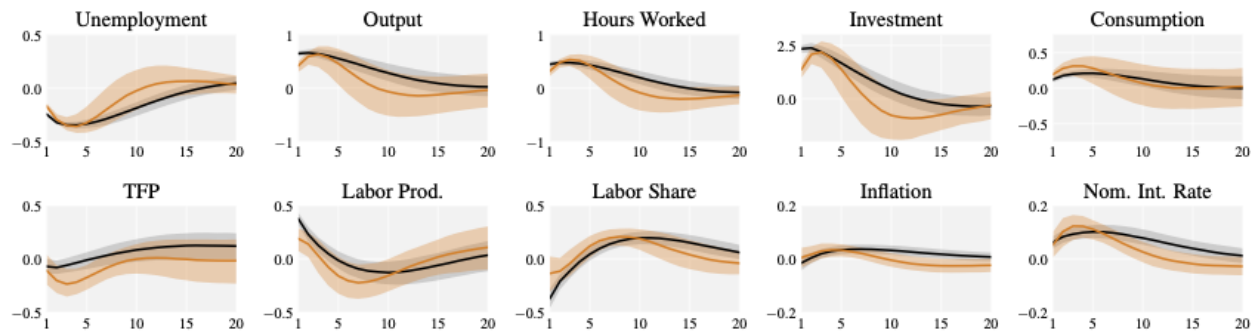 Unemployment Output Hours Worked Investment Consumption
0.5 1 1 2.5 0.5
0.0 0 0 0.0 0.0
−0.5 −1 −1 −0.5
1 5 10 15 20 1 5 10 15 20 1 5 10 15 20 1 5 10 15 20 1 5 10 15 20
TFP Labor Prod. Labor Share Inflation Nom. Int. Rate
0.5 0.5 0.5 0.2 0.2
0.0 0.0 0.0 0.0 0.0
−0.5 −0.5 −0.5 −0.2 −0.2
1 5 10 15 20 1 5 10 15 20 1 5 10 15 20 1 5 10 15 20 1 5 10 15 20